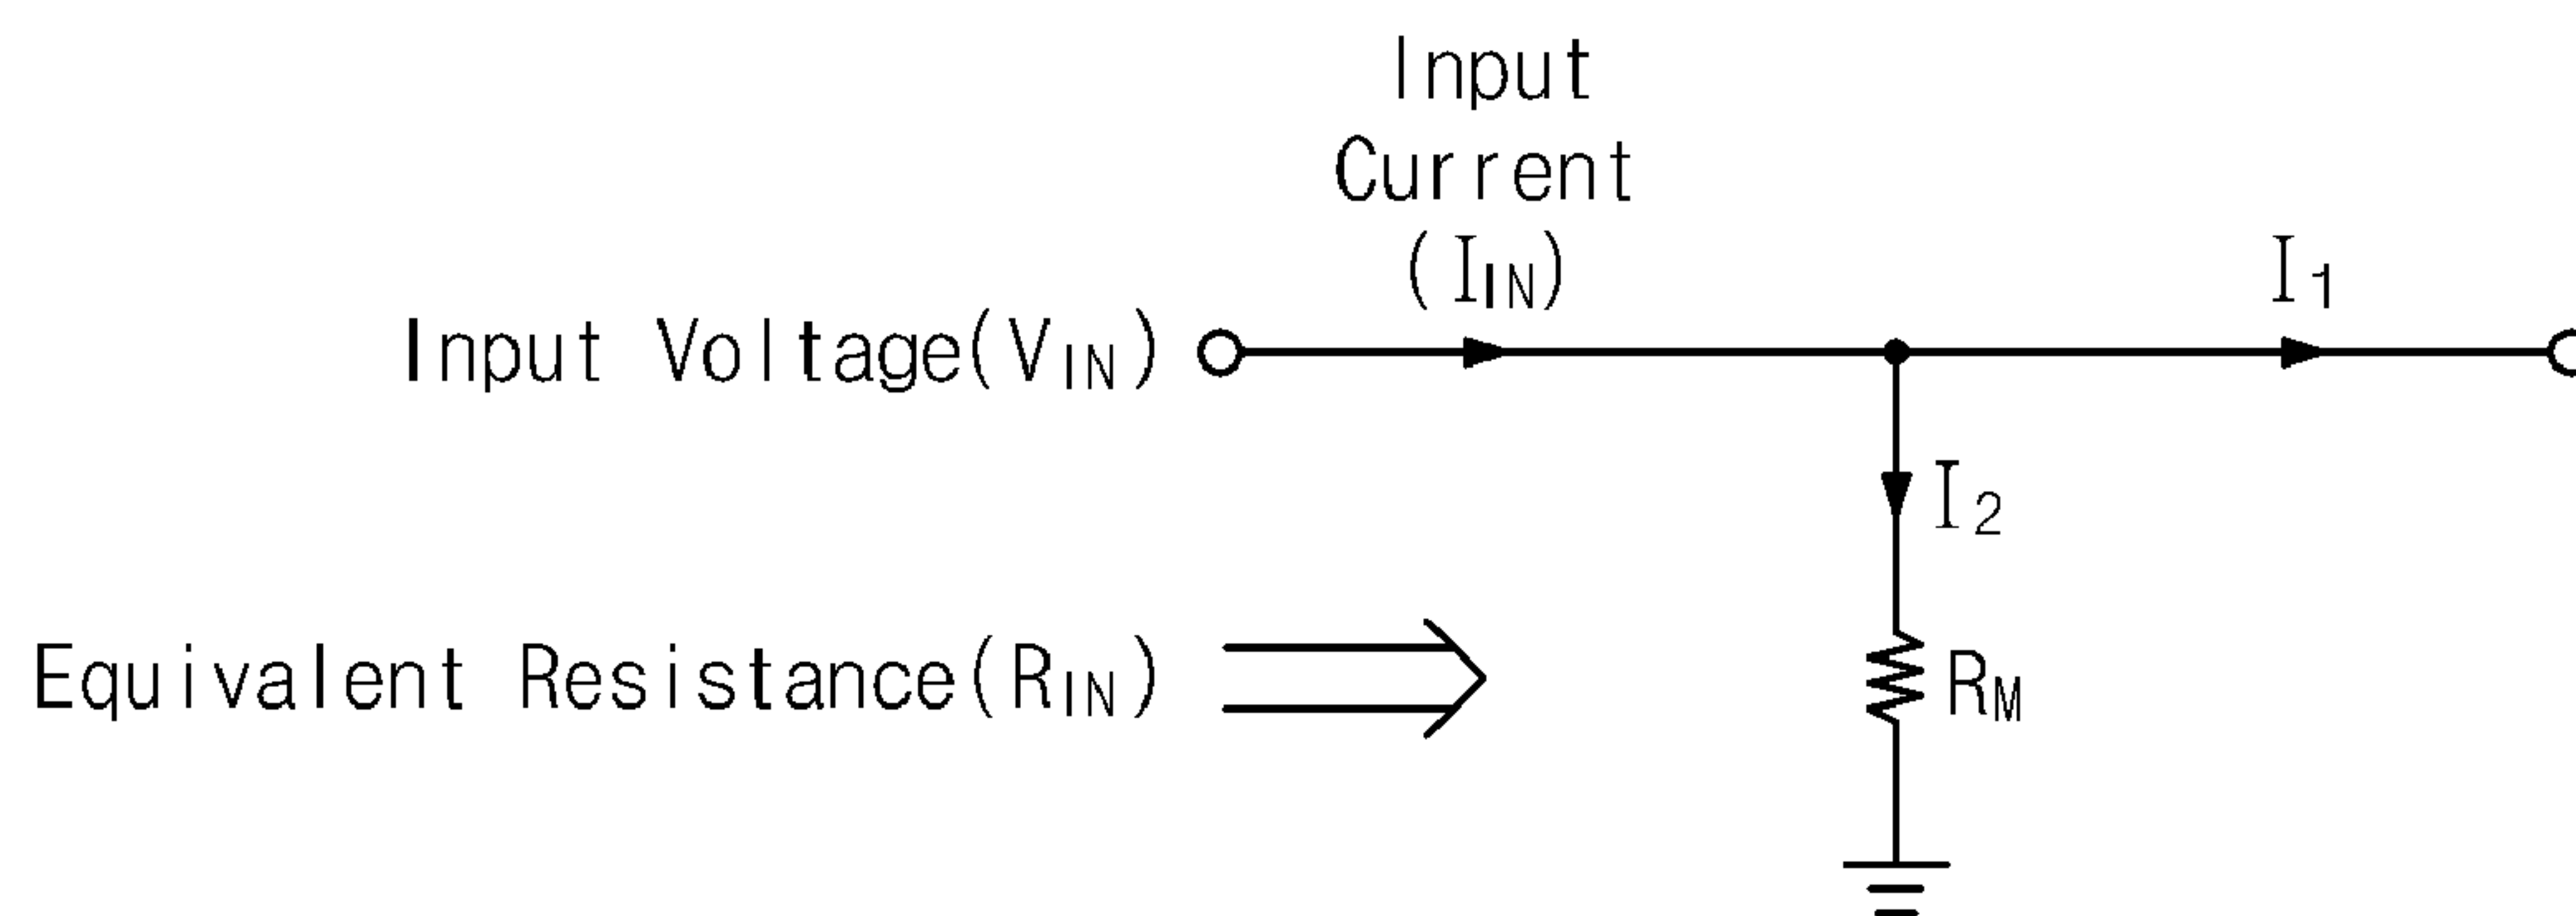 Input
Current
(IIN)
I1
Input Voltage(VIN)
I2
Equivalent Resistance(RIN)
RM